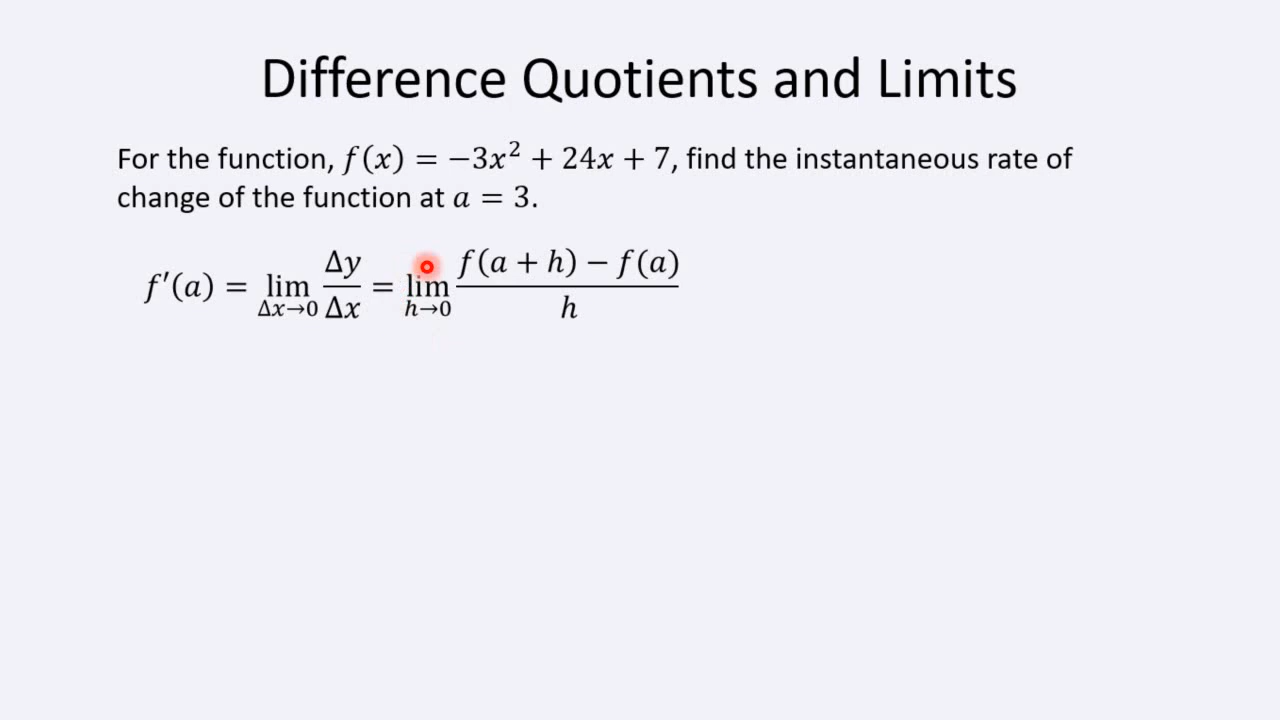 Difference Quotients and Limits
For the function, f(x) = −3x² + 24x + 7, find the instantaneous rate of
change of the function at a = 3.
f′(a) = lim Δx→0 Δy/Δx = lim h→0 (f(a + h) − f(a))/h